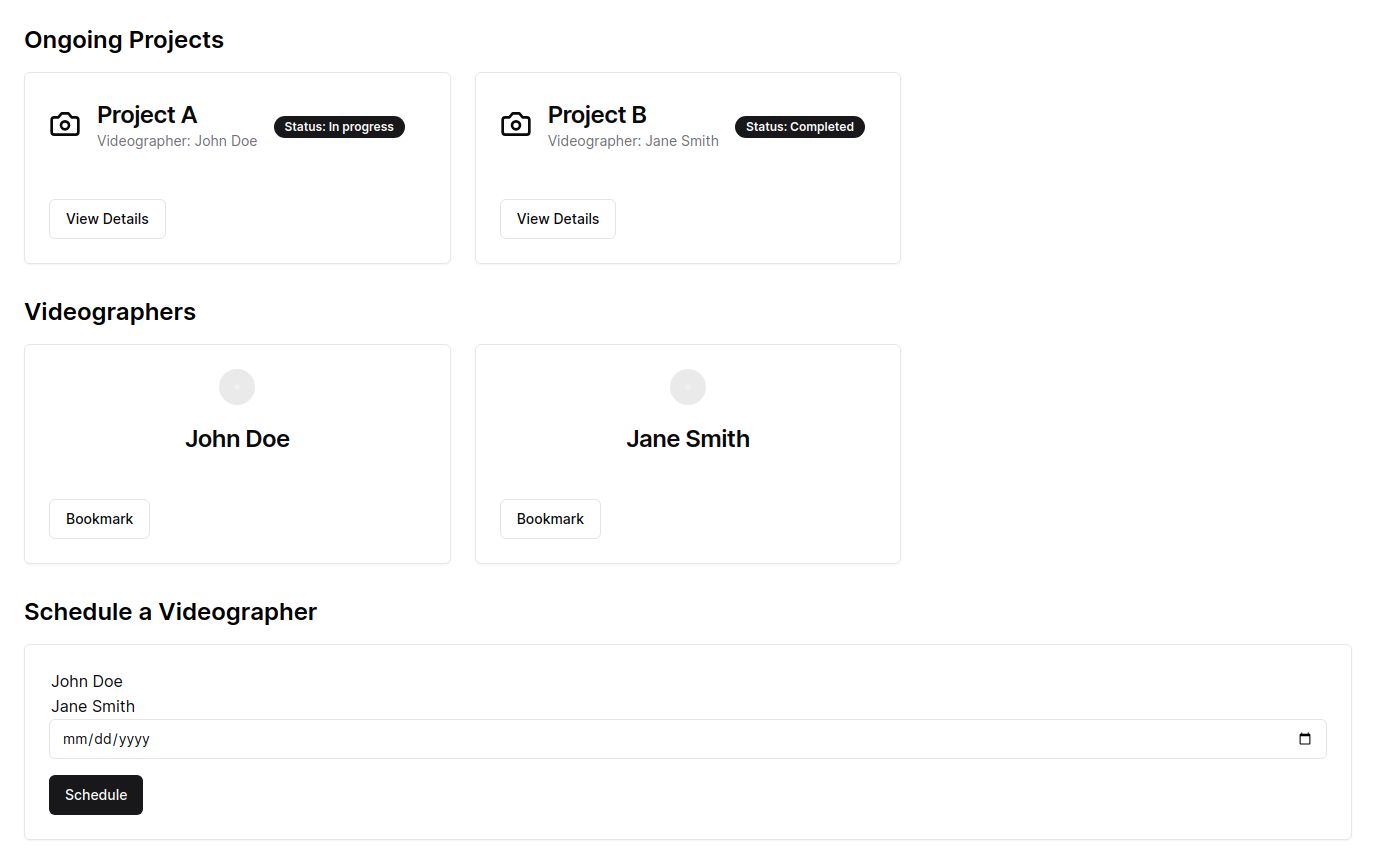 Ongoing Projects
Project A
Videographer: John Doe
Status: In progress
View Details
Project B
Videographer: Jane Smith
Status: Completed
View Details
Videographers
John Doe
Bookmark
Jane Smith
Bookmark
Schedule a Videographer
John Doe
Jane Smith
mm/dd/yyyy
Schedule